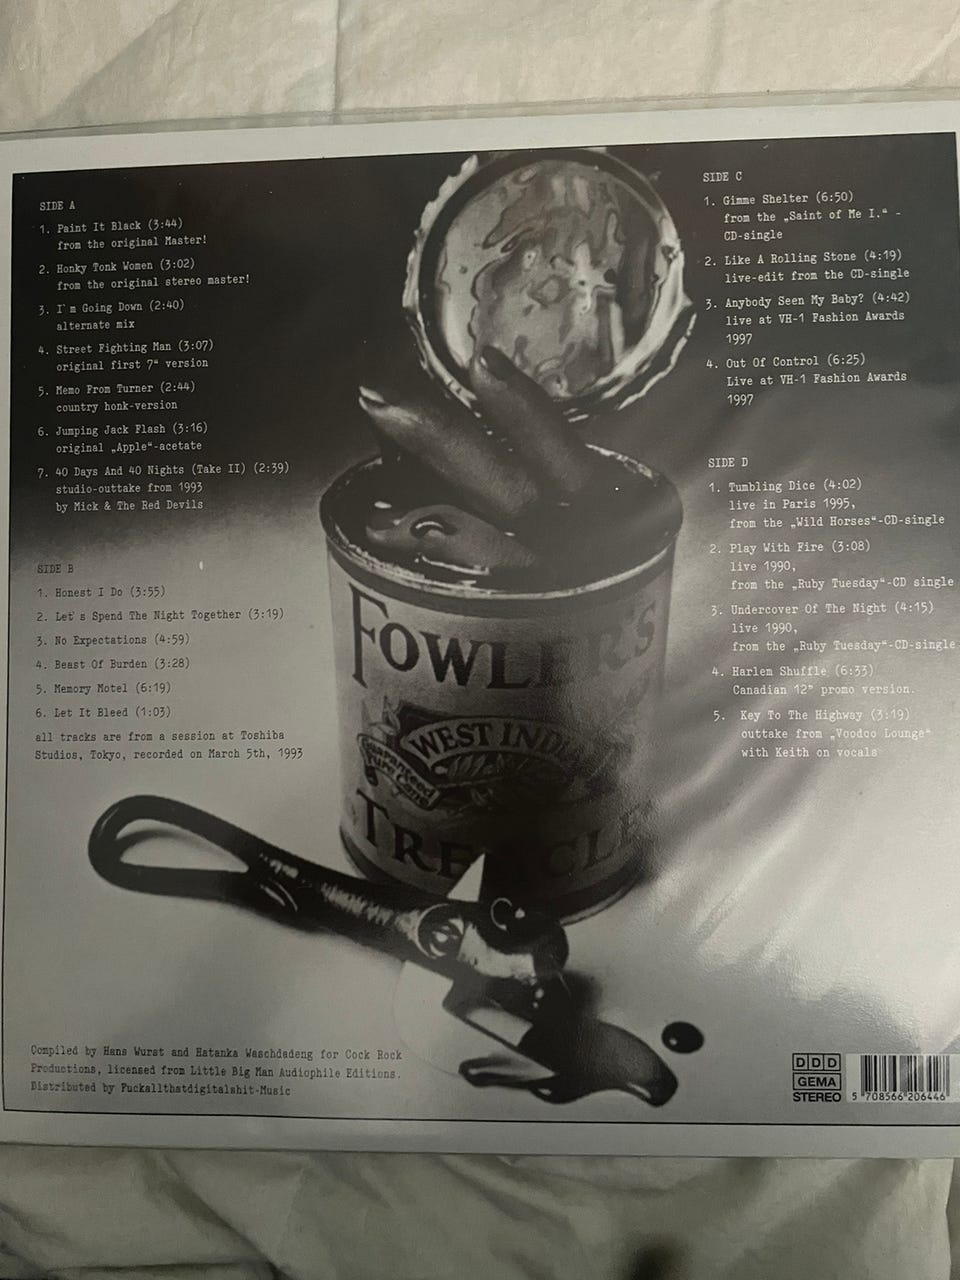 SIDE A
1. Paint It Black (3:44)
from the original Master!
2. Honky Tonk Women (3:02)
from the original stereo master!
3. I`m Going Down (2:40)
alternate mix
4. Street Fighting Man (3:07)
original first 7“ version
5. Memo From Turner (2:44)
country honk-version
6. Jumping Jack Flash (3:16)
original „Apple“-acetate
7. 40 Days And 40 Nights (Take II) (2:39)
studio-outtake from 1993
by Mick & The Red Devils
SIDE B
1. Honest I Do (3:55)
2. Let`s Spend The Night Together (3:19)
3. No Expectations (4:59)
4. Beast Of Burden (3:28)
5. Memory Motel (6:19)
6. Let It Bleed (1:03)
all tracks are from a session at Toshiba
Studios, Tokyo, recorded on March 5th, 1993
SIDE C
1. Gimme Shelter (6:50)
from the „Saint of Me I.“ -
CD-single
2. Like A Rolling Stone (4:19)
live-edit from the CD-single
3. Anybody Seen My Baby? (4:42)
live at VH-1 Fashion Awards
1997
4. Out Of Control (6:25)
Live at VH-1 Fashion Awards
1997
SIDE D
1. Tumbling Dice (4:02)
live in Paris 1995,
from the „Wild Horses“-CD-single
2. Play With Fire (3:08)
live 1990,
from the „Ruby Tuesday“-CD single
3. Undercover Of The Night (4:15)
live 1990,
from the „Ruby Tuesday“-CD-single
4. Harlem Shuffle (6:33)
Canadian 12” promo version.
5. Key To The Highway (3:19)
outtake from „Voodoo Lounge“
with Keith on vocals
FOWLER'S
WEST INDIA
Guaranteed
Pure Cane
TREACLE
Compiled by Hans Wurst and Hatanka Waschdadeng for Cock Rock
Productions, licensed from Little Big Man Audiophile Editions.
Distributed by Fuckallthatdigitalshit-Music
DDD
GEMA
STEREO
5 708566 206446